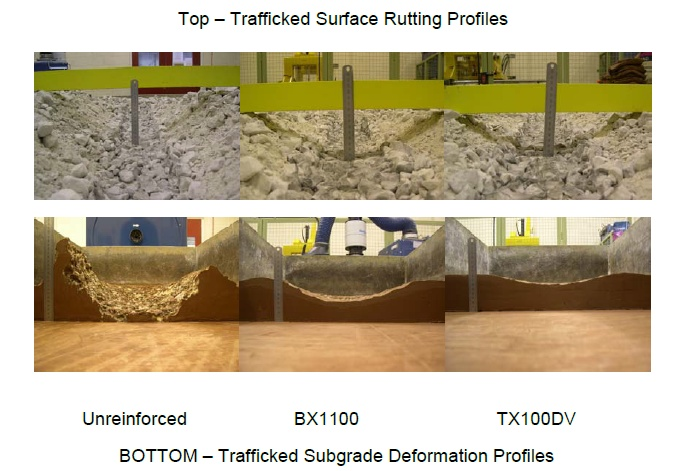 Top – Trafficked Surface Rutting Profiles
Unreinforced BX1100 TX100DV
BOTTOM – Trafficked Subgrade Deformation Profiles